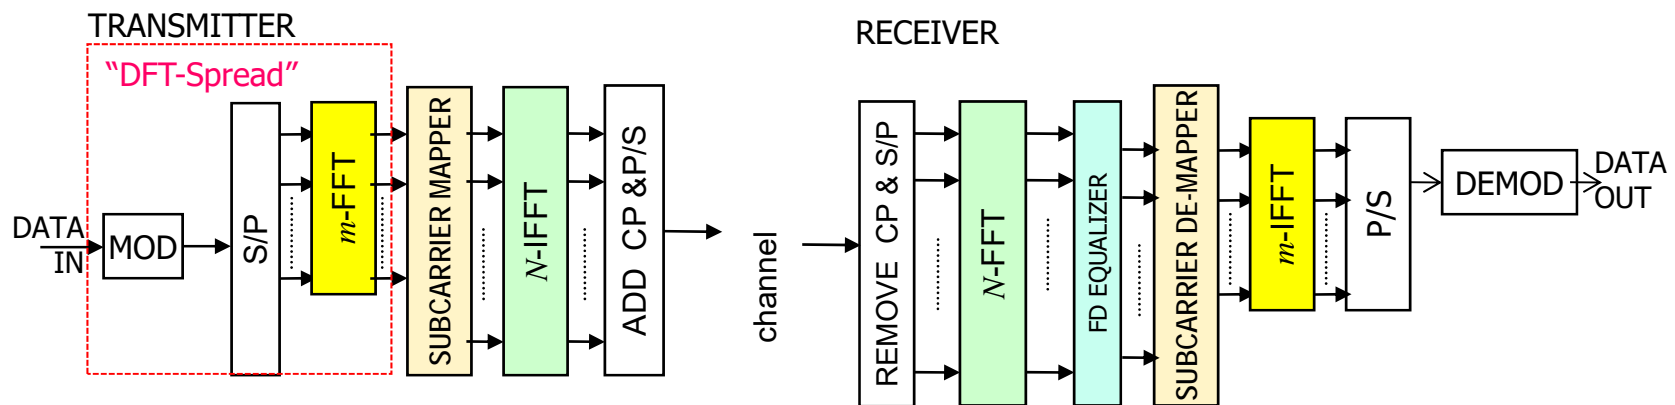 TRANSMITTER
“DFT-Spread”
DATA
IN
MOD
S/P
m-FFT
SUBCARRIER MAPPER
N-IFFT
ADD CP &P/S
channel
RECEIVER
REMOVE CP & S/P
N-FFT
FD EQUALIZER
SUBCARRIER DE-MAPPER
m-IFFT
P/S
DEMOD
DATA
OUT